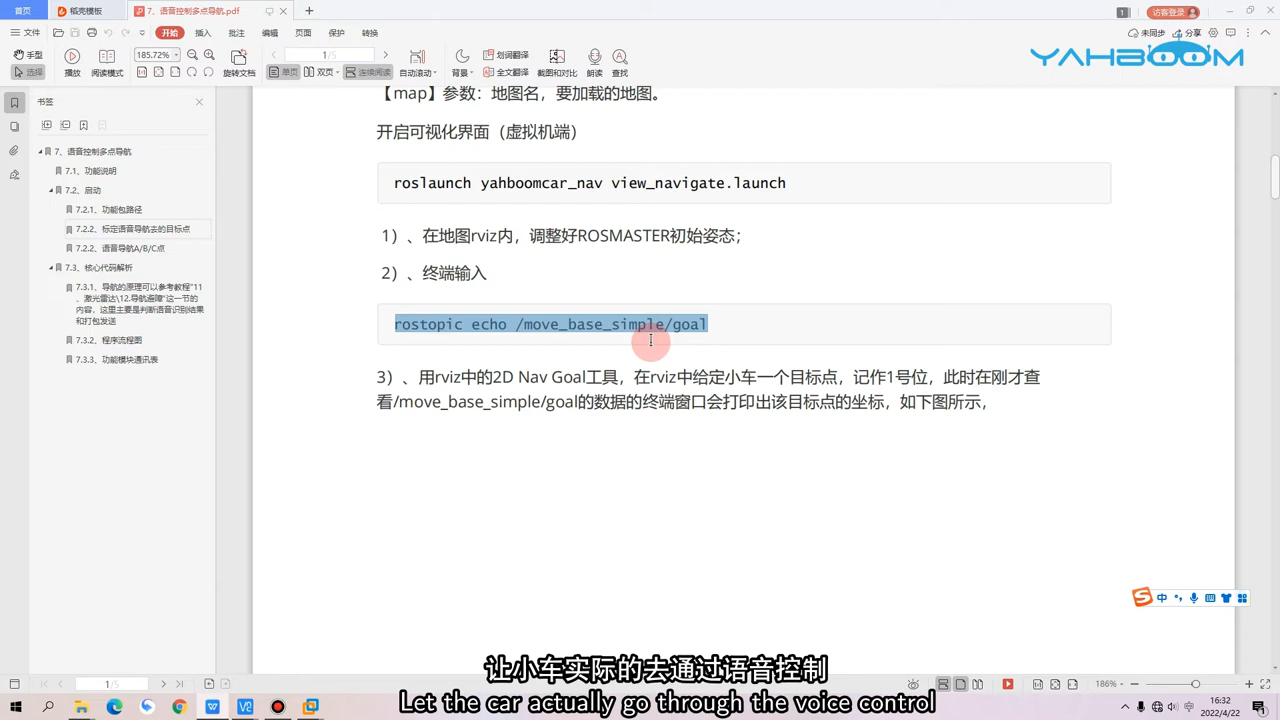 首页
稻壳模板
7、语音控制多点导航.pdf
1
访客登录
文件
开始
插入
批注
编辑
页面
保护
转换
未同步
分享
YAHBOOM
手型
选择
播放
阅读模式
185.72%
旋转文档
1/5
单页
双页
连续阅读
自动滚动
背景
划词翻译
全文翻译
截图和对比
朗读
查找
书签
7、语音控制多点导航
7.1、功能说明
7.2、启动
7.2.1、功能包路径
7.2.2、标定语音导航去的目标点
7.2.2、语音导航A/B/C点
7.3、核心代码解析
7.3.1、导航的原理可以参考教程"11
、激光雷达\12.导航避障"这一节的
内容，这里主要是判断语音识别结果
和打包发送
7.3.2、程序流程图
7.3.3、功能模块通讯表
【map】参数：地图名，要加载的地图。
开启可视化界面（虚拟机端）
roslaunch yahboomcar_nav view_navigate.launch
1）、在地图rviz内，调整好ROSMASTER初始姿态；
2）、终端输入
rostopic echo /move_base_simple/goal
3）、用rviz中的2D Nav Goal工具，在rviz中给定小车一个目标点，记作1号位，此时在刚才查
看/move_base_simple/goal的数据的终端窗口会打印出该目标点的坐标，如下图所示，
中
让小车实际的去通过语音控制
Let the car actually go through the voice control
1/5
186%
中
16:32
2022/4/22